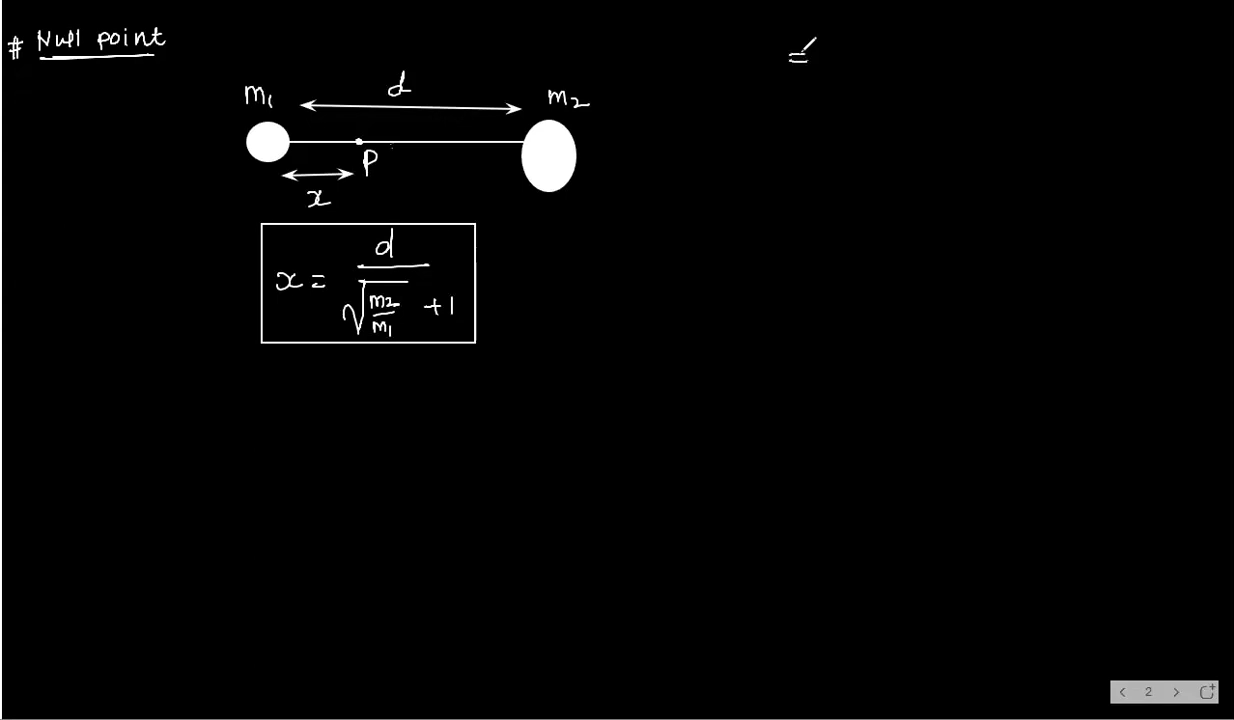 # Null point
=
d
m₁ m₂
P
x
x = d / √(m₂/m₁) + 1
< 2 >